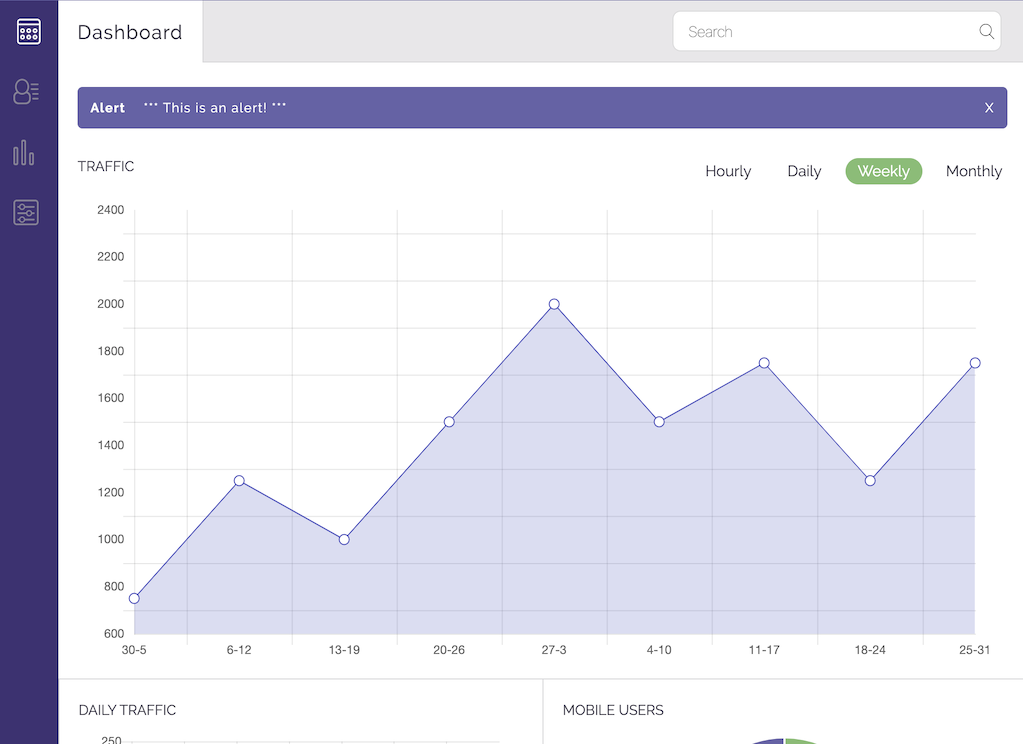 Dashboard
Search
Alert *** This is an alert! *** X
TRAFFIC
Hourly Daily Weekly Monthly
2400
2200
2000
1800
1600
1400
1200
1000
800
600
30-5 6-12 13-19 20-26 27-3 4-10 11-17 18-24 25-31
DAILY TRAFFIC
MOBILE USERS
250